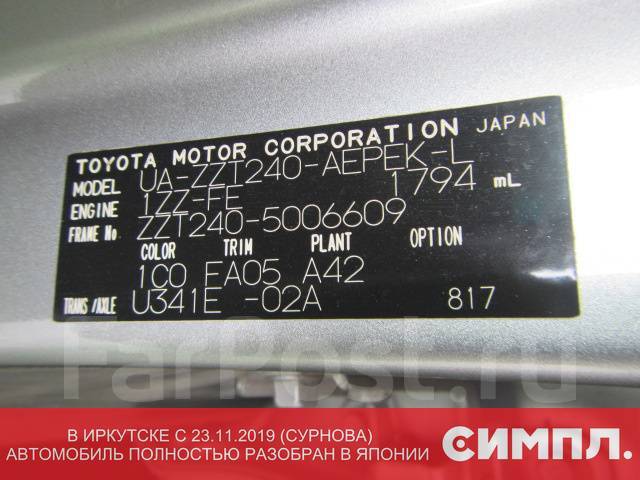 TOYOTA MOTOR CORPORATION JAPAN
MODEL UA-ZZT240-AEPEK-L
ENGINE 1ZZ-FE 1794 mL
FRAME No ZZT240-5006609
COLOR TRIM PLANT OPTION
1C0 EA05 A42
TRANS/AXLE U341E -02A 817
FarPost.ru
В ИРКУТСКЕ С 23.11.2019 (СУРНОВА)
АВТОМОБИЛЬ ПОЛНОСТЬЮ РАЗОБРАН В ЯПОНИИ
СИМПЛ.